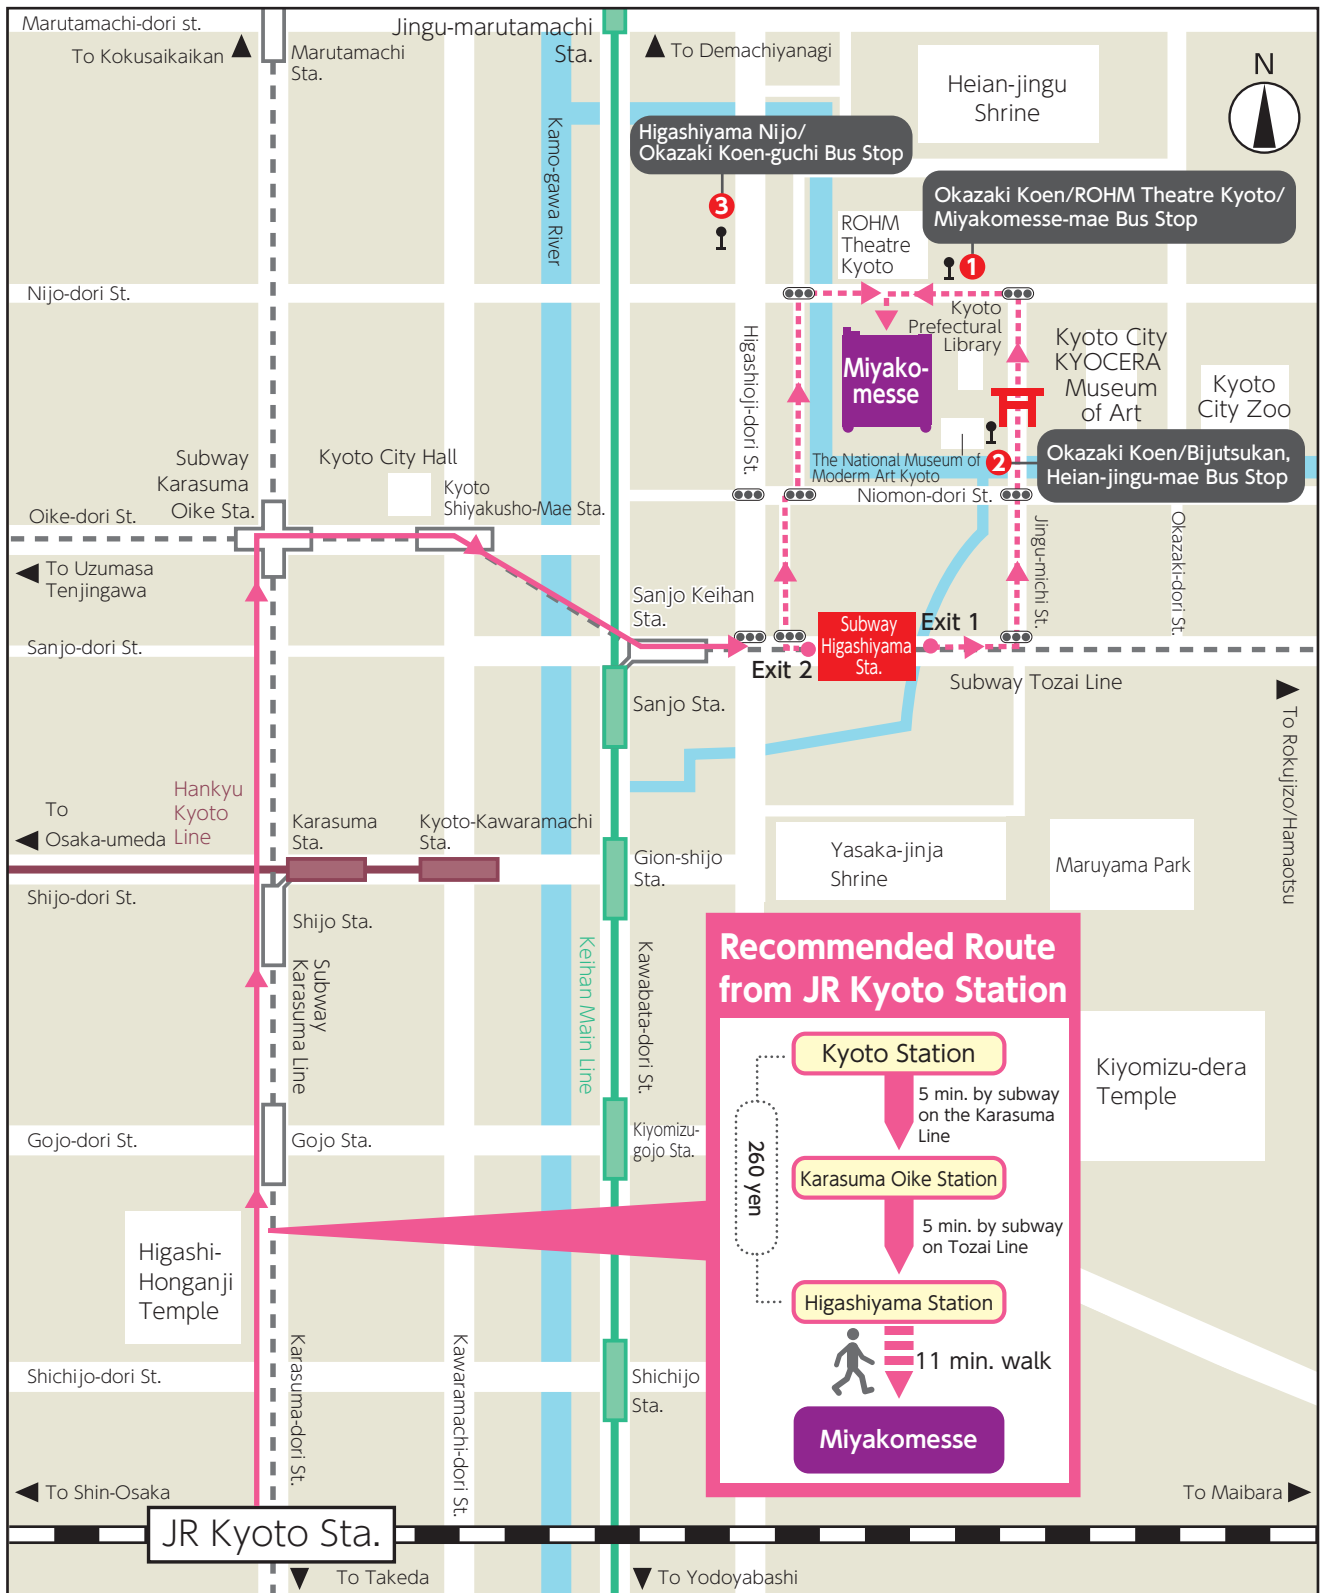 Marutamachi-dori st.
To Kokusaikaikan
Marutamachi
Sta.
Jingu-marutamachi
Sta.
To Demachiyanagi
Heian-jingu
Shrine
N
Kamo-gawa River
Higashiyama Nijo/
Okazaki Koen-guchi Bus Stop
3
Okazaki Koen/ROHM Theatre Kyoto/
Miyakomesse-mae Bus Stop
1
ROHM
Theatre
Kyoto
Nijo-dori St.
Higashioji-dori St.
Kyoto
Prefectural
Library
Miyako-
messe
Kyoto City
KYOCERA
Museum
of Art
Kyoto
City Zoo
The National Museum of
Modern Art Kyoto
2
Okazaki Koen/Bijutsukan,
Heian-jingu-mae Bus Stop
Niomon-dori St.
Subway
Karasuma
Oike Sta.
Kyoto City Hall
Kyoto
Shiyakusho-Mae Sta.
Oike-dori St.
To Uzumasa
Tenjingawa
Jingu-michi St.
Okazaki-dori St.
Sanjo Keihan
Sta.
Sanjo-dori St.
Exit 2
Subway
Higashiyama
Sta.
Exit 1
Subway Tozai Line
Sanjo Sta.
To Rokujizo/Hamaotsu
Hankyu
Kyoto
Line
To
Osaka-umeda
Karasuma
Sta.
Kyoto-Kawaramachi
Sta.
Gion-shijo
Sta.
Yasaka-jinja
Shrine
Maruyama Park
Shijo-dori St.
Shijo Sta.
Subway
Karasuma Line
Keihan Main Line
Kawabata-dori St.
Recommended Route
from JR Kyoto Station
Kyoto Station
5 min. by subway
on the Karasuma
Line
260 yen
Karasuma Oike Station
5 min. by subway
on Tozai Line
Higashiyama Station
11 min. walk
Miyakomesse
Kiyomizu-dera
Temple
Gojo-dori St.
Gojo Sta.
Kiyomizu-
gojo Sta.
Higashi-
Honganji
Temple
Shichijo-dori St.
Karasuma-dori St.
Kawaramachi-dori St.
Shichijo
Sta.
To Shin-Osaka
To Maibara
JR Kyoto Sta.
To Takeda
To Yodoyabashi